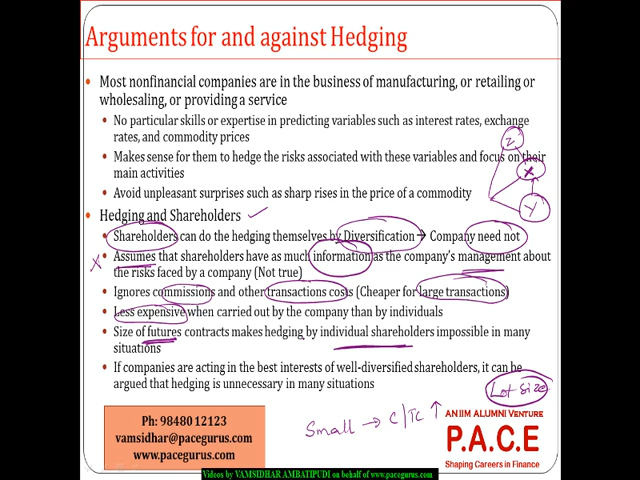 Arguments for and against Hedging
• Most nonfinancial companies are in the business of manufacturing, or retailing or
wholesaling, or providing a service
• No particular skills or expertise in predicting variables such as interest rates, exchange
rates, and commodity prices
Z
• Makes sense for them to hedge the risks associated with these variables and focus on their
main activities
X
• Avoid unpleasant surprises such as sharp rises in the price of a commodity
Y
• Hedging and Shareholders ✓
• Shareholders can do the hedging themselves by Diversification → Company need not
x • Assumes that shareholders have as much information as the company's management about
the risks faced by a company (Not true)
• Ignores commissions and other transactions costs (Cheaper for large transactions)
• Less expensive when carried out by the company than by individuals
• Size of futures contracts makes hedging by individual shareholders impossible in many
situations
• If companies are acting in the best interests of well-diversified shareholders, it can be
argued that hedging is unnecessary in many situations
Lot Size
Small → C/TC ↑
Ph: 98480 12123
vamsidhar@pacegurus.com
www.pacegurus.com
AN IIM ALUMNI VENTURE
P.A.C.E
Shaping Careers in Finance
Videos by VAMSIDHAR AMBATIPUDI on behalf of www.pacegurus.com